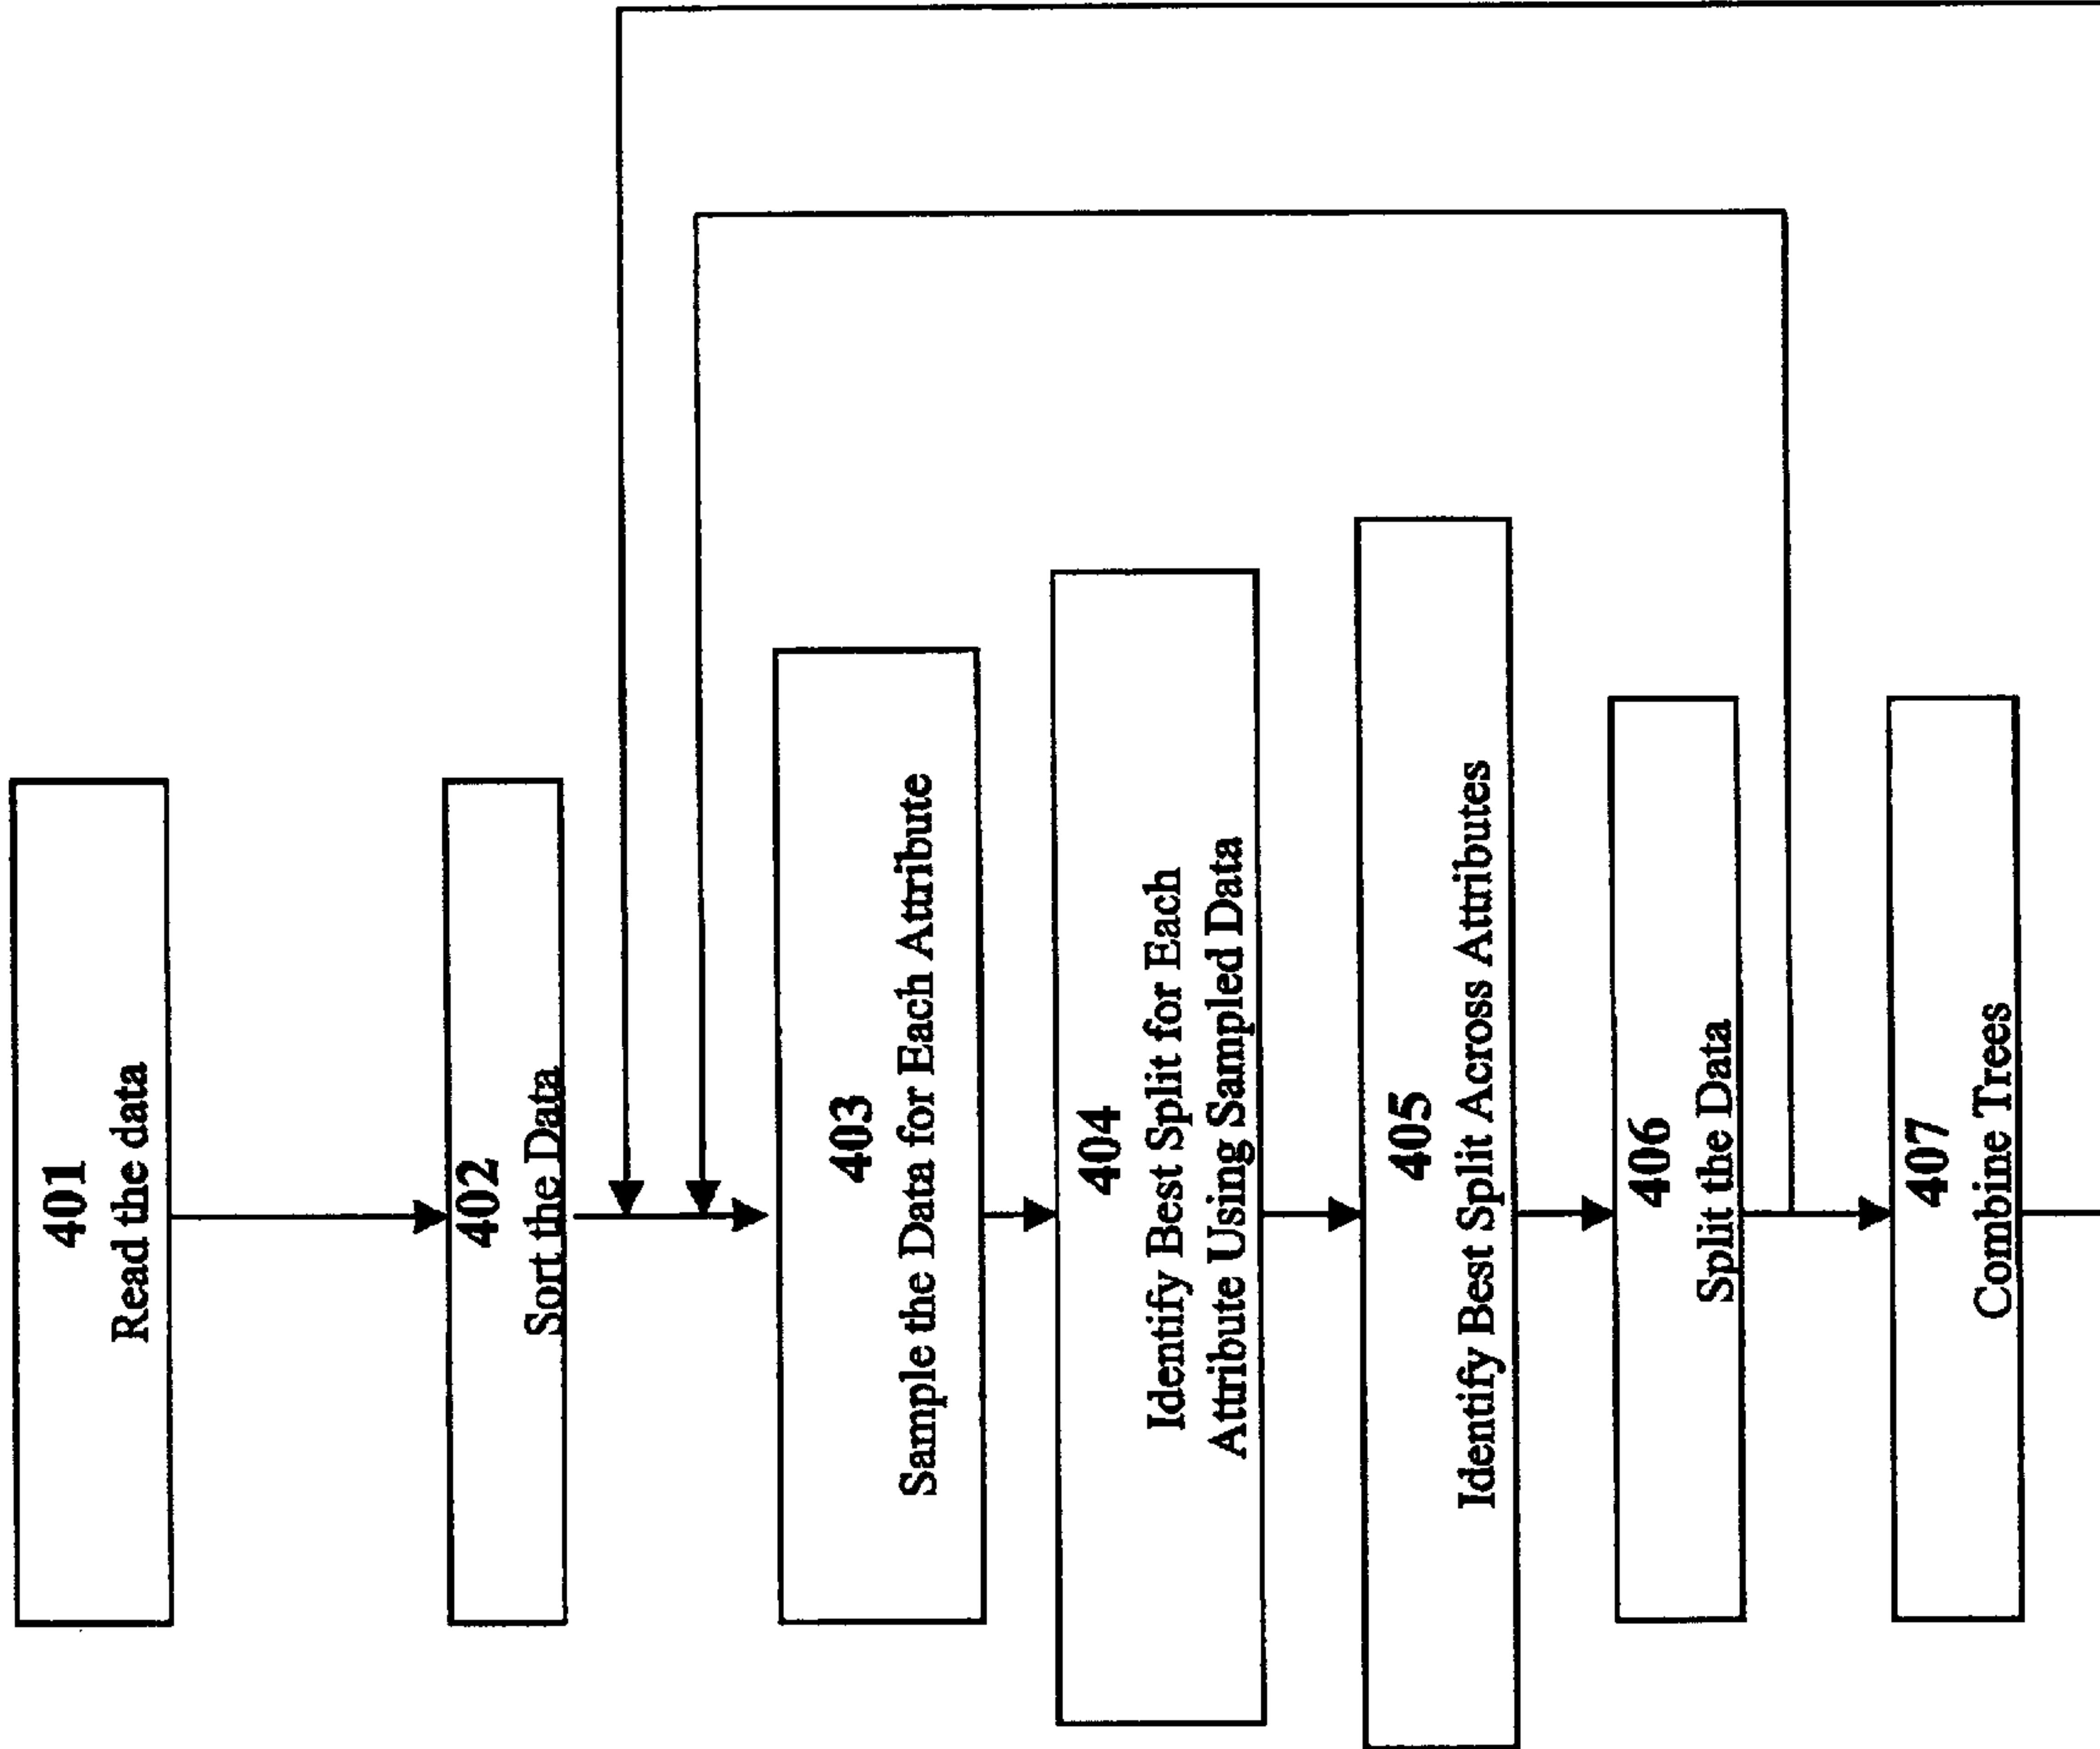 401
Read the data
402
Sort the Data
403
Sample the Data for Each Attribute
404
Identify Best Split for Each
Attribute Using Sampled Data
405
Identify Best Split Across Attributes
406
Split the Data
407
Combine Trees